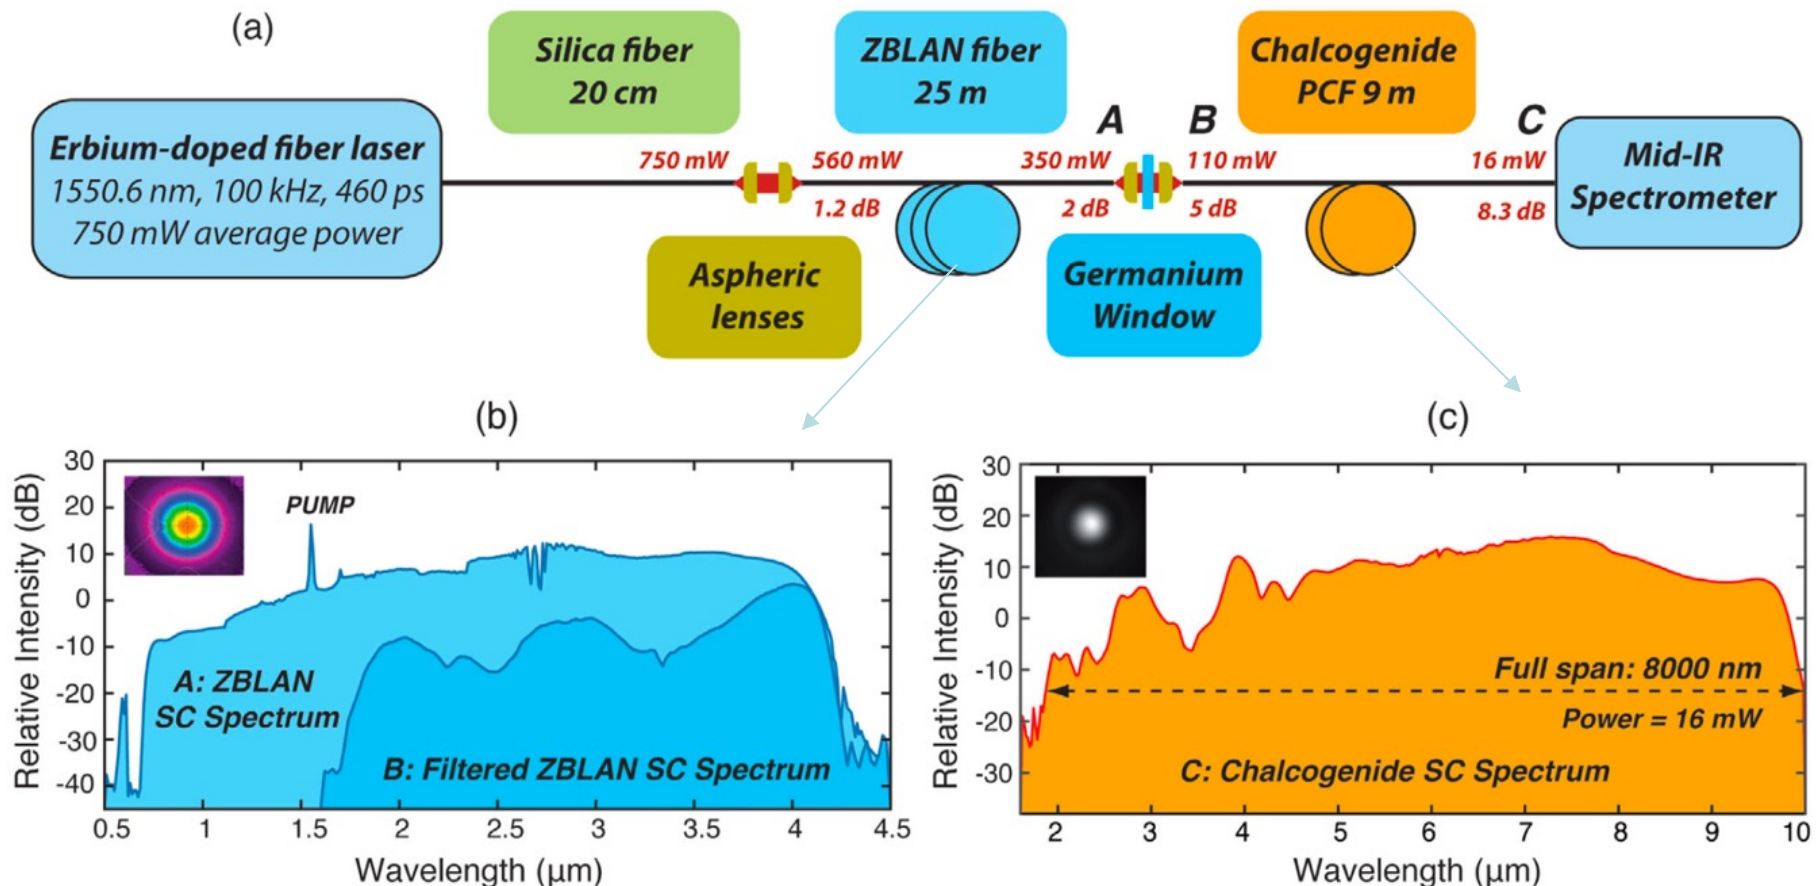 (a)
Silica fiber
20 cm
ZBLAN fiber
25 m
Chalcogenide
PCF 9 m
Erbium-doped fiber laser
1550.6 nm, 100 kHz, 460 ps
750 mW average power
A
B
C
750 mW
560 mW
350 mW
110 mW
16 mW
1.2 dB
2 dB
5 dB
8.3 dB
Mid-IR
Spectrometer
Aspheric
lenses
Germanium
Window
(b)
Relative Intensity (dB)
30
20
10
0
-10
-20
-30
-40
PUMP
A: ZBLAN
SC Spectrum
B: Filtered ZBLAN SC Spectrum
0.5
1
1.5
2
2.5
3
3.5
4
4.5
Wavelength (μm)
(c)
Relative Intensity (dB)
30
20
10
0
-10
-20
-30
Full span: 8000 nm
Power = 16 mW
C: Chalcogenide SC Spectrum
2
3
4
5
6
7
8
9
10
Wavelength (μm)